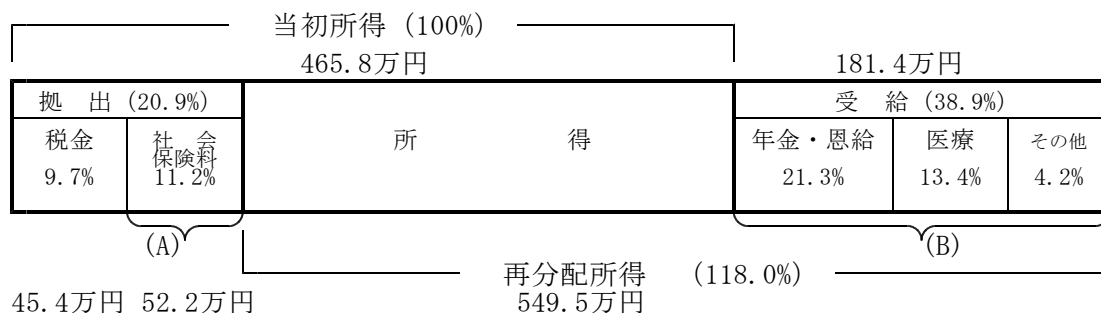 当初所得 (100%)
465.8万円 181.4万円
拠 出 (20.9%) 受 給 (38.9%)
税金 社 会 所 得 年金・恩給 医療 その他
保険料
9.7% 11.2% 21.3% 13.4% 4.2%
(A) (B)
再分配所得 (118.0%)
45.4万円 52.2万円 549.5万円